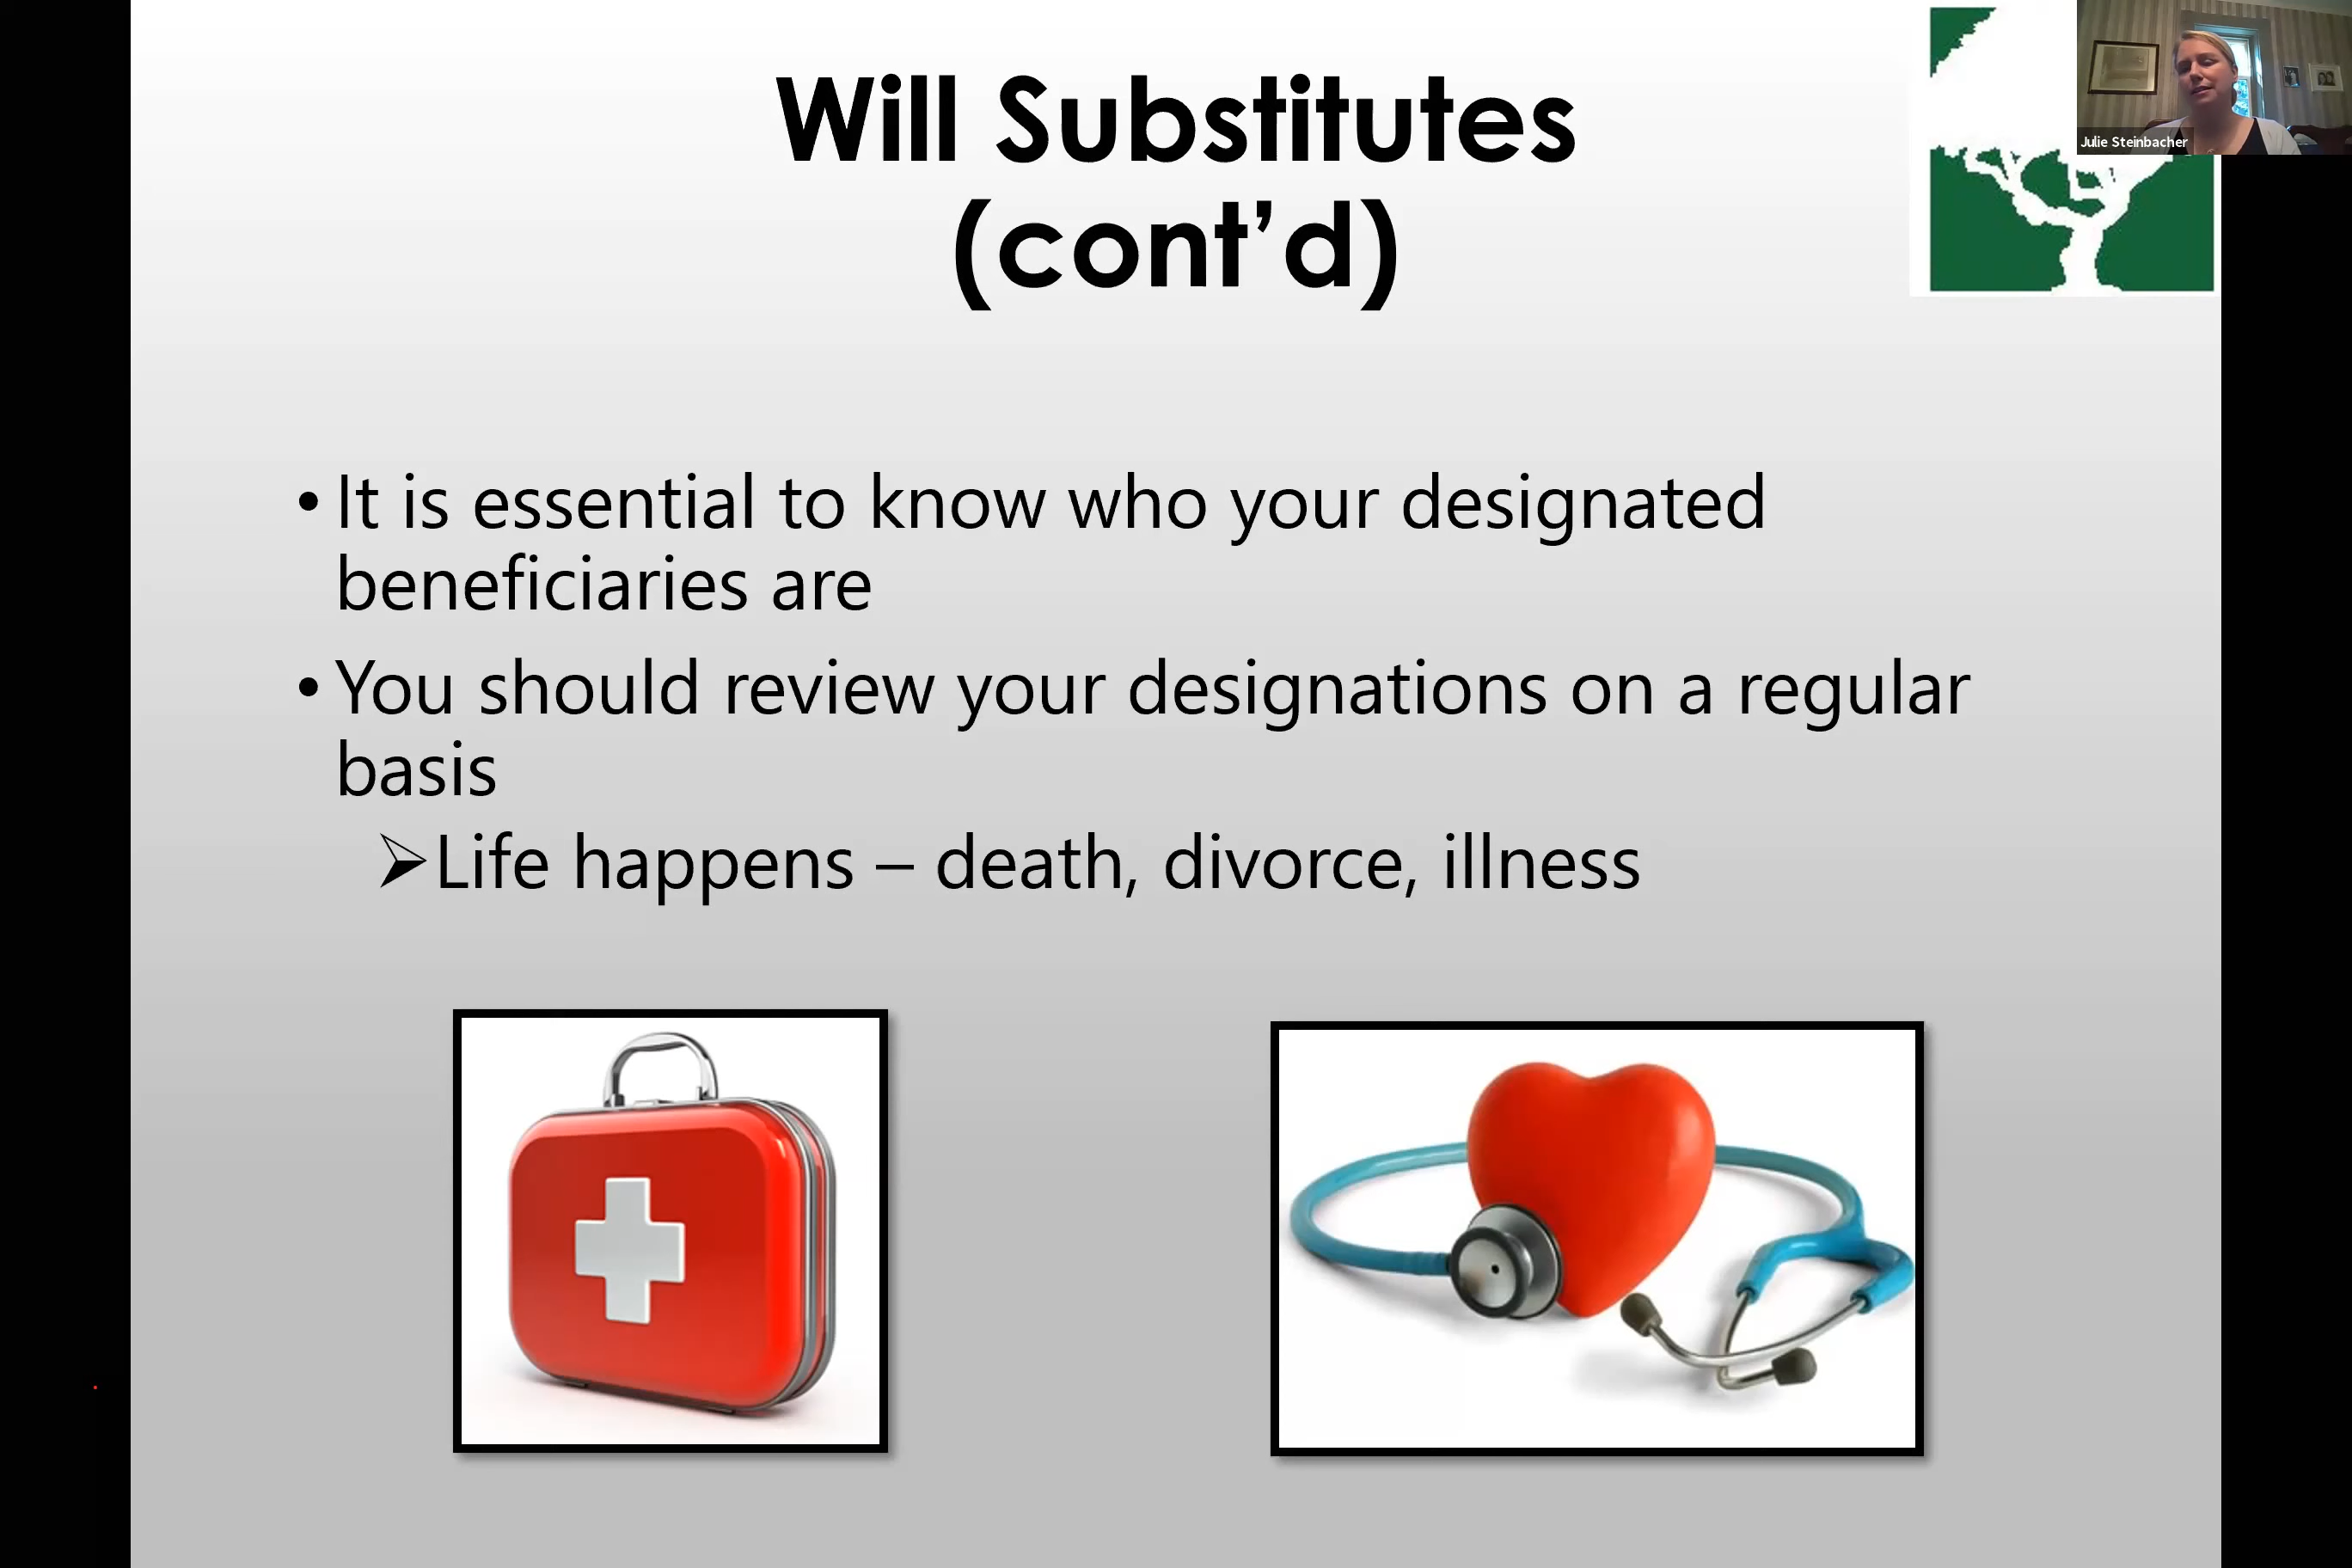 Will Substitutes
(cont’d)
Julie Steinbacher
• It is essential to know who your designated
beneficiaries are
• You should review your designations on a regular
basis
➢Life happens – death, divorce, illness